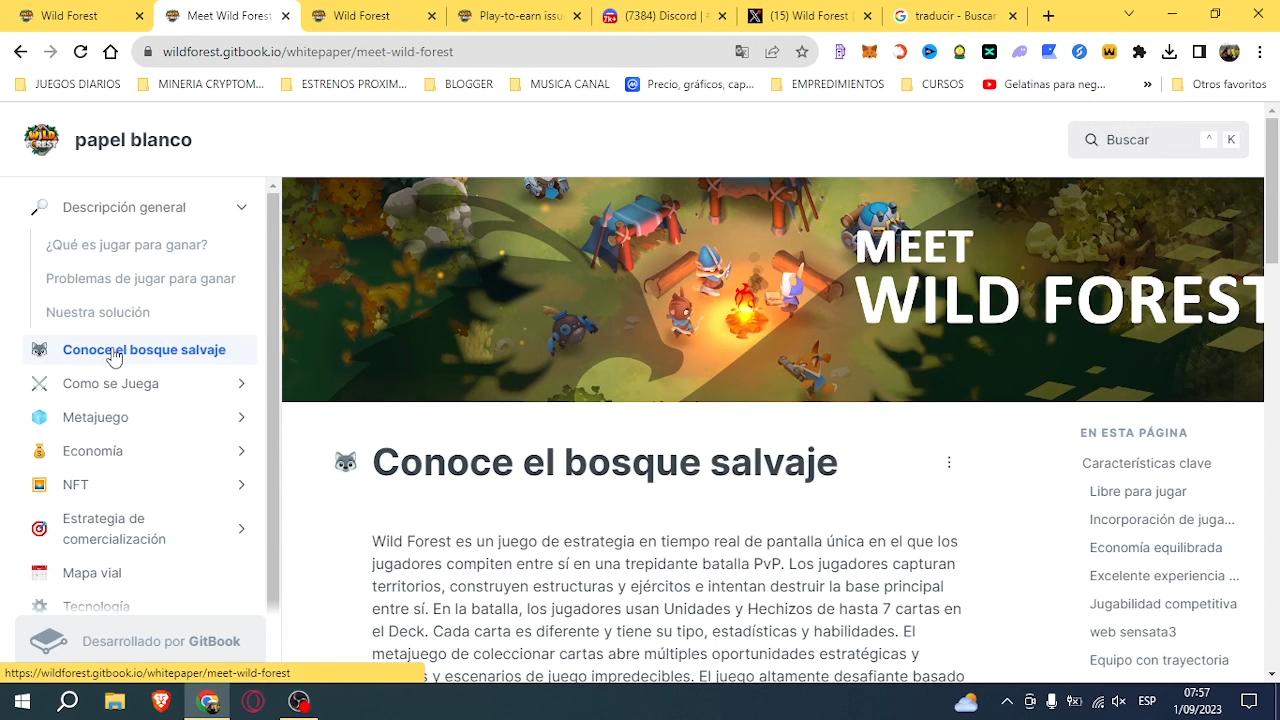 Wild Forest
Meet Wild Forest
Wild Forest
Play-to-earn issu
(7384) Discord |
(15) Wild Forest
traducir - Buscar
wildforest.gitbook.io/whitepaper/meet-wild-forest
JUEGOS DIARIOS
MINERIA CRYPTOM...
ESTRENOS PROXIM...
BLOGGER
MUSICA CANAL
Precio, gráficos, cap...
EMPREDIMIENTOS
CURSOS
Gelatinas para neg...
»
Otros favoritos
WILD FOREST
papel blanco
Buscar
^ K
Descripción general
¿Qué es jugar para ganar?
Problemas de jugar para ganar
Nuestra solución
Conoce el bosque salvaje
Como se Juega
Metajuego
Economía
NFT
Estrategia de
comercialización
Mapa vial
Tecnología
Desarrollado por GitBook
MEET
WILD FOREST
Conoce el bosque salvaje
Wild Forest es un juego de estrategia en tiempo real de pantalla única en el que los
jugadores compiten entre sí en una trepidante batalla PvP. Los jugadores capturan
territorios, construyen estructuras y ejércitos e intentan destruir la base principal
entre sí. En la batalla, los jugadores usan Unidades y Hechizos de hasta 7 cartas en
el Deck. Cada carta es diferente y tiene su tipo, estadísticas y habilidades. El
metajuego de coleccionar cartas abre múltiples oportunidades estratégicas y
y escenarios de juego impredecibles. El juego altamente desafiante basado
EN ESTA PÁGINA
Características clave
Libre para jugar
Incorporación de juga...
Economía equilibrada
Excelente experiencia ...
Jugabilidad competitiva
web sensata3
Equipo con trayectoria
https://wildforest.gitbook.io/whitepaper/meet-wild-forest
ESP
07:57
1/09/2023